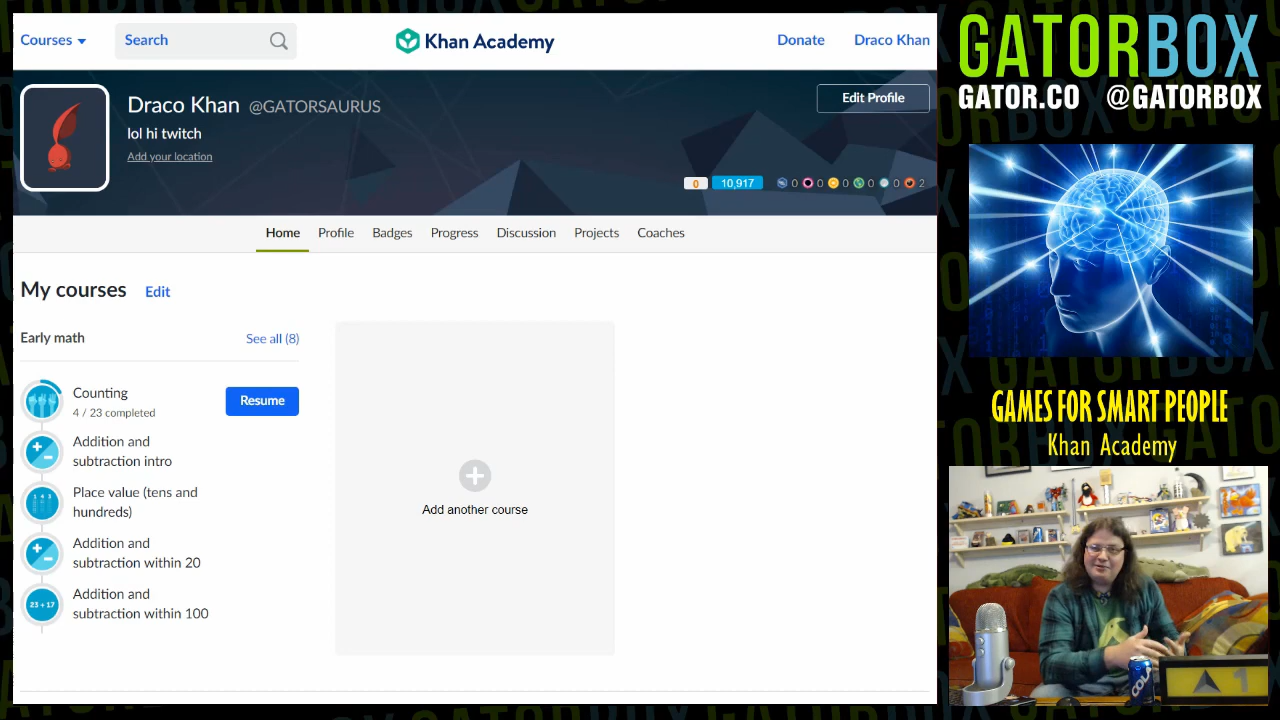 Courses
Search
Khan Academy
Donate
Draco Khan
Draco Khan @GATORSAURUS
lol hi twitch
Add your location
Edit Profile
0 10,917 0 0 0 0 0 2
Home Profile Badges Progress Discussion Projects Coaches
My courses Edit
Early math
See all (8)
Counting
4 / 23 completed
Resume
Addition and
subtraction intro
Place value (tens and
hundreds)
Addition and
subtraction within 20
23 + 17
Addition and
subtraction within 100
Add another course
GATORBOX
GATOR.CO @GATORBOX
GAMES FOR SMART PEOPLE
Khan Academy
COLA
1